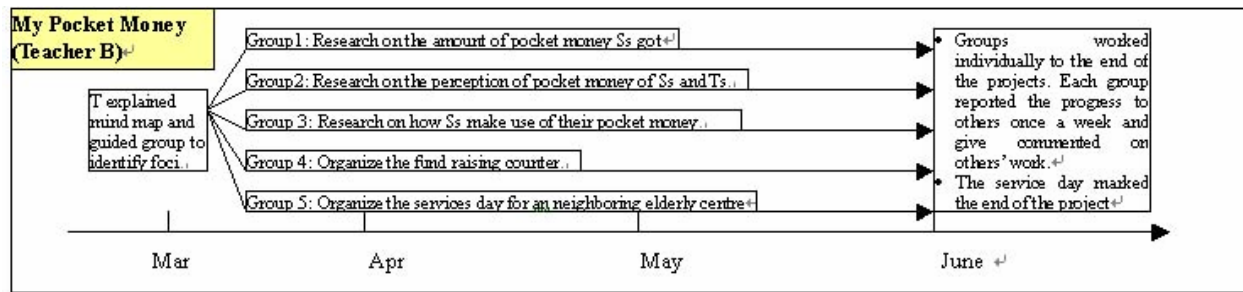 My Pocket Money
(Teacher B)↵
T explained
mind map and
guided group to
identify foci.↓
Group1: Research on the amount of pocket money Ss got↵
Group2: Research on the perception of pocket money of Ss and Ts.↓
Group 3: Research on how Ss make use of their pocket money.↓
Group 4: Organize the fund raising counter.↓
Group 5: Organize the services day for an neighboring elderly centre↵
• Groups worked
individually to the end of
the projects. Each group
reported the progress to
others once a week and
give commented on
others' work.↵
• The service day marked
the end of the project↵
Mar
Apr
May
June ↵